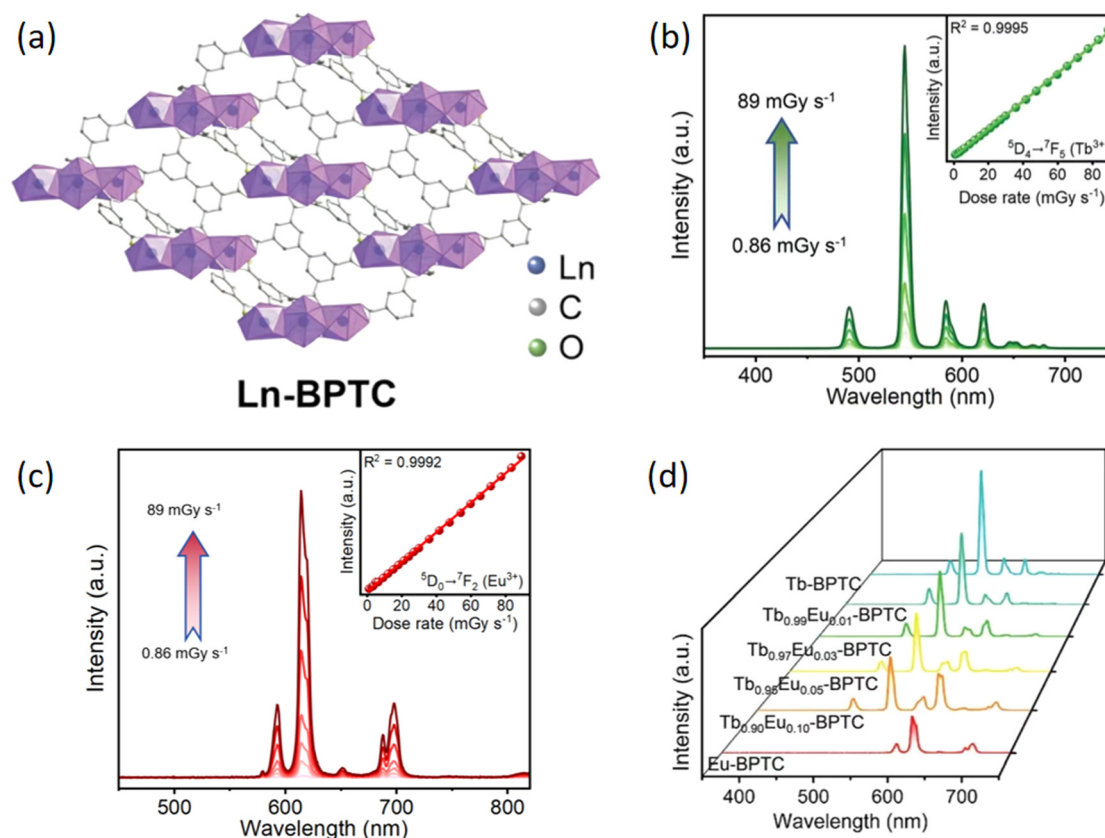 (a)
Ln
C
O
Ln-BPTC
(b)
R² = 0.9995
89 mGy s⁻¹
0.86 mGy s⁻¹
Intensity (a.u.)
Intensity (a.u.)
⁵D₄→⁷F₅ (Tb³⁺
0 20 40 60 80
Dose rate (mGy s⁻¹)
400 500 600 700
Wavelength (nm)
(c)
R² = 0.9992
89 mGy s⁻¹
0.86 mGy s⁻¹
Intensity (a.u.)
Intensity (a.u.)
⁵D₀→⁷F₂ (Eu³⁺)
0 20 40 60 80
Dose rate (mGy s⁻¹)
500 600 700 800
Wavelength (nm)
(d)
Intensity (a.u.)
Tb-BPTC
Tb₀.₉₉Eu₀.₀₁-BPTC
Tb₀.₉₇Eu₀.₀₃-BPTC
Tb₀.₉₅Eu₀.₀₅-BPTC
Tb₀.₉₀Eu₀.₁₀-BPTC
Eu-BPTC
400 500 600 700
Wavelength (nm)